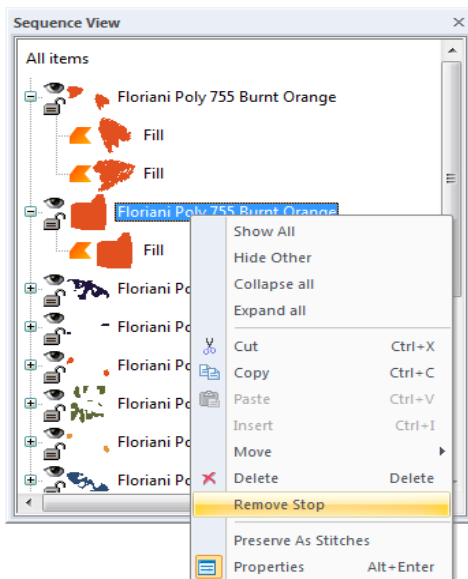 Sequence View
All items
Floriani Poly 755 Burnt Orange
Fill
Fill
Floriani Poly 755 Burnt Orange
Fill
Floriani Po
Floriani Po
Floriani Po
Floriani Po
Floriani Po
Floriani Po
Show All
Hide Other
Collapse all
Expand all
Cut Ctrl+X
Copy Ctrl+C
Paste Ctrl+V
Insert Ctrl+I
Move
Delete Delete
Remove Stop
Preserve As Stitches
Properties Alt+Enter